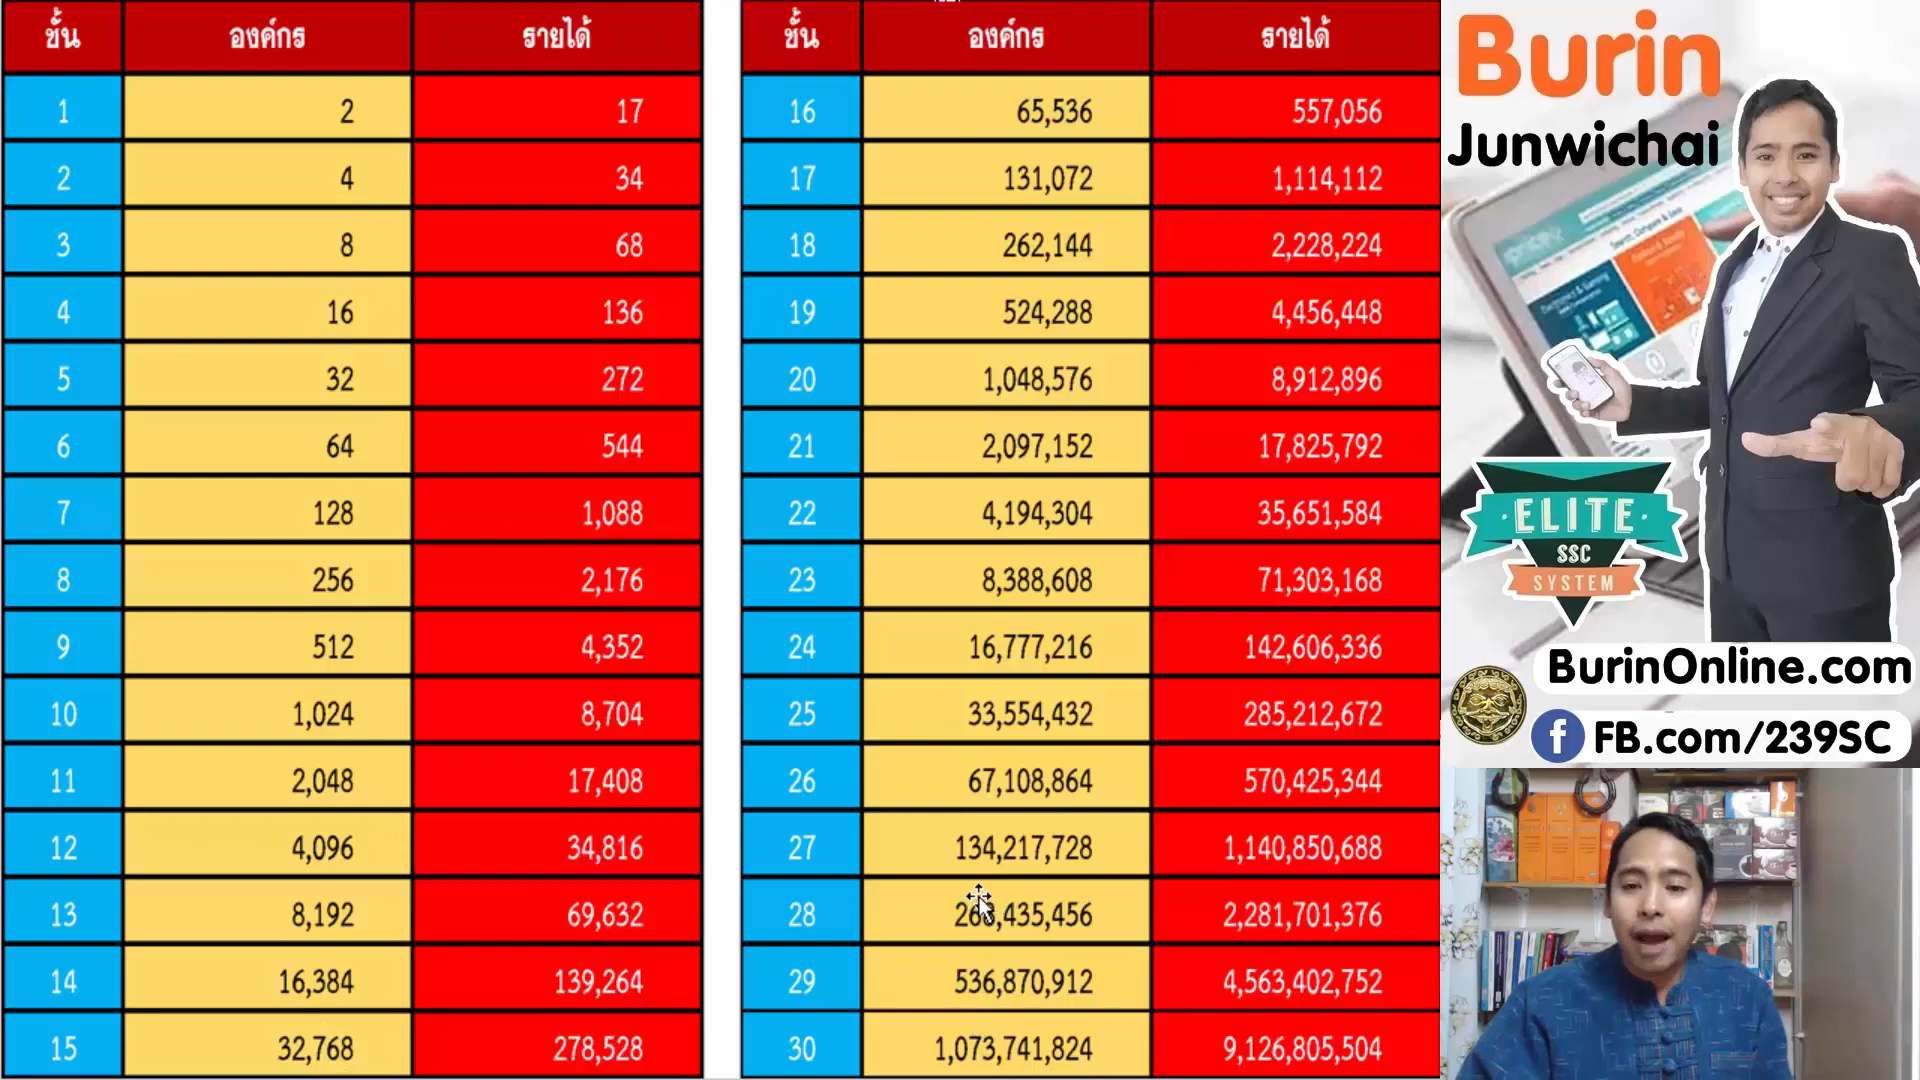 ชั้น องค์กร รายได้
1 2 17
2 4 34
3 8 68
4 16 136
5 32 272
6 64 544
7 128 1,088
8 256 2,176
9 512 4,352
10 1,024 8,704
11 2,048 17,408
12 4,096 34,816
13 8,192 69,632
14 16,384 139,264
15 32,768 278,528
ชั้น องค์กร รายได้
16 65,536 557,056
17 131,072 1,114,112
18 262,144 2,228,224
19 524,288 4,456,448
20 1,048,576 8,912,896
21 2,097,152 17,825,792
22 4,194,304 35,651,584
23 8,388,608 71,303,168
24 16,777,216 142,606,336
25 33,554,432 285,212,672
26 67,108,864 570,425,344
27 134,217,728 1,140,850,688
28 268,435,456 2,281,701,376
29 536,870,912 4,563,402,752
30 1,073,741,824 9,126,805,504
Burin
Junwichai
Search, Compare & Save
Electronics & Gaming
ELITE
SSC
SYSTEM
BurinOnline.com
FB.com/239SC